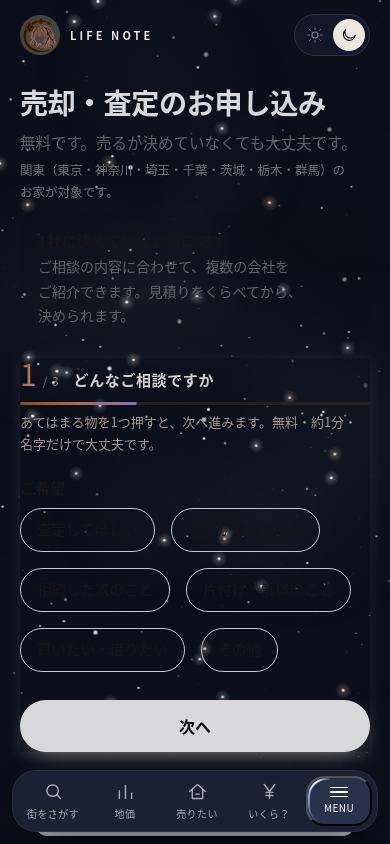 LIFE NOTE
売却・査定のお申し込み
無料です。売るか決めていなくても大丈夫です。
関東（東京・神奈川・埼玉・千葉・茨城・栃木・群馬）の
お家が対象です。
ご相談の内容に合わせて、複数の会社を
ご紹介できます。見積りをくらべてから、
決められます。
1 / 3 どんなご相談ですか
あてはまる物を1つ押すと、次へ進みます。無料・約1分・
名字だけで大丈夫です。
ご希望
査定してほしい
相続した家のこと
買いたい・借りたい その他
次へ
街をさがす 地価 売りたい いくら？ MENU